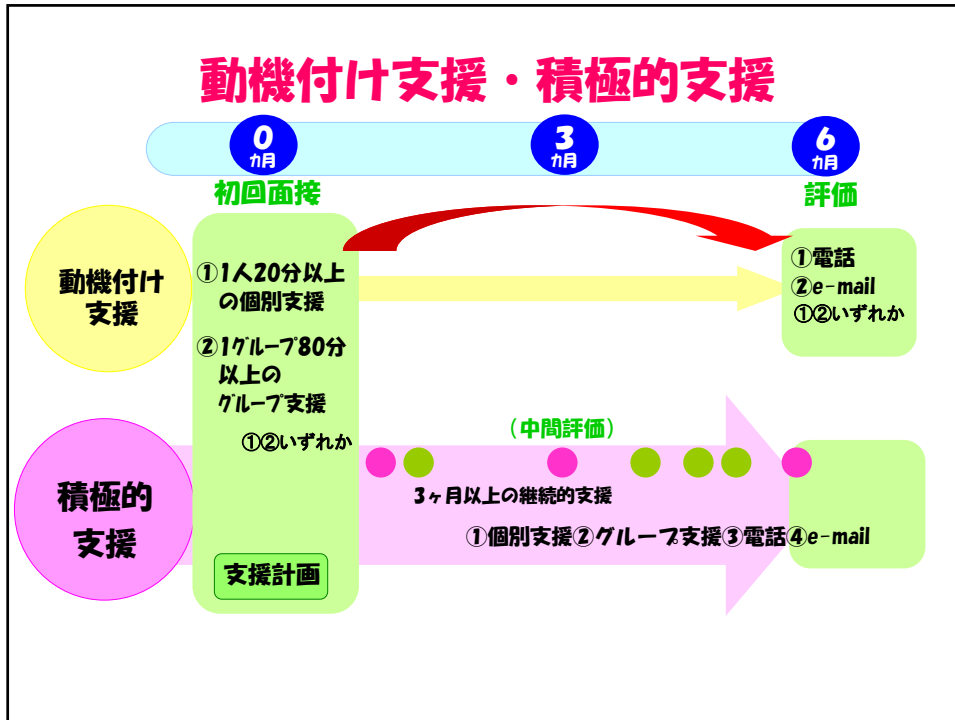 動機付け支援・積極的支援
0
カ月
3
カ月
6
カ月
初回面接
評価
動機付け
支援
①1人20分以上
の個別支援
②1グループ80分
以上の
グループ支援
①②いずれか
①電話
②e-mail
①②いずれか
積極的
支援
(中間評価)
3ヶ月以上の継続的支援
①個別支援②グループ支援③電話④e-mail
支援計画